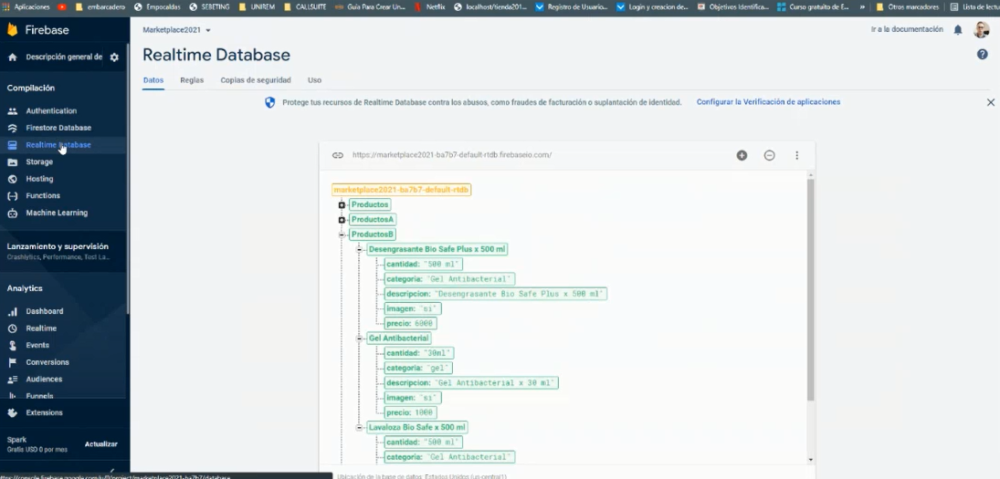 Aplicaciones embarcadero Empocaldas SEBETING UNIREM CALLSUITE Guía Para Crear Un... Netflix localhost/tienda201... Registro de Usuario... Login y creacion de... Objetivos Identifica... Curso gratuito de E... » Otros marcadores Lista de lectu
Firebase
Marketplace2021
Ir a la documentación
Descripción general de
Realtime Database
Datos Reglas Copias de seguridad Uso
Compilación
Protege tus recursos de Realtime Database contra los abusos, como fraudes de facturación o suplantación de identidad. Configurar la Verificación de aplicaciones
Authentication
Firestore Database
Realtime Database
Storage
Hosting
Functions
Machine Learning
Lanzamiento y supervisión
Crashlytics, Performance, Test La...
Analytics
Dashboard
Realtime
Events
Conversions
Audiences
Funnels
Extensions
Spark
Gratis USD 0 por mes
Actualizar
https://marketplace2021-ba7b7-default-rtdb.firebaseio.com/
marketplace2021-ba7b7-default-rtdb
Productos
ProductosA
ProductosB
Desengrasante Bio Safe Plus x 500 ml
cantidad: "500 ml"
categoria: "Gel Antibacterial"
descripcion: "Desengrasante Bio Safe Plus x 500 ml"
imagen: "si"
precio: 6000
Gel Antibacterial
cantidad: "30ml"
categoria: "gel"
descripcion: "Gel Antibacterial x 30 ml"
imagen: "si"
precio: 1000
Lavaloza Bio Safe x 500 ml
cantidad: "500 ml"
categoria: "Gel Antibacterial"
Ubicación de la base de datos: Estados Unidos (us-central1)
https://console.firebase.google.com/u/0/project/marketplace2021-ba7b7/database